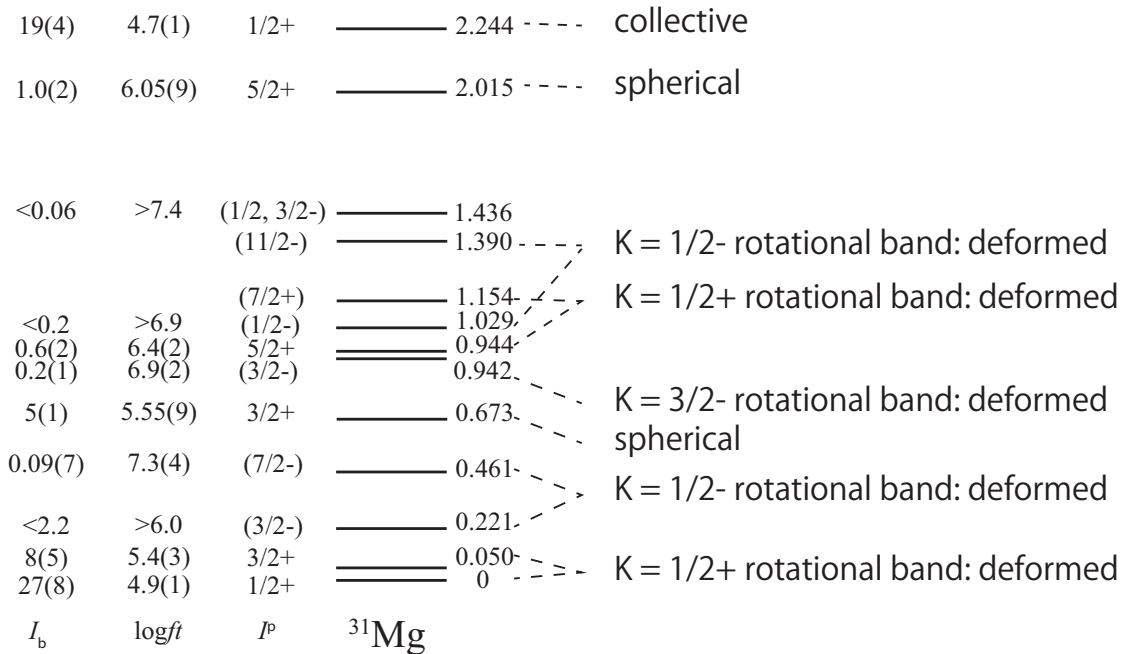 19(4) 4.7(1) 1/2+ 2.244 collective
1.0(2) 6.05(9) 5/2+ 2.015 spherical
<0.06 >7.4 (1/2, 3/2-) 1.436
(11/2-) 1.390 K = 1/2- rotational band: deformed
(7/2+) 1.154 K = 1/2+ rotational band: deformed
<0.2 >6.9 (1/2-) 1.029
0.6(2) 6.4(2) 5/2+ 0.944
0.2(1) 6.9(2) (3/2-) 0.942
K = 3/2- rotational band: deformed
5(1) 5.55(9) 3/2+ 0.673
spherical
0.09(7) 7.3(4) (7/2-) 0.461
K = 1/2- rotational band: deformed
<2.2 >6.0 (3/2-) 0.221
8(5) 5.4(3) 3/2+ 0.050
K = 1/2+ rotational band: deformed
27(8) 4.9(1) 1/2+ 0
I_b logft I^p ³¹Mg